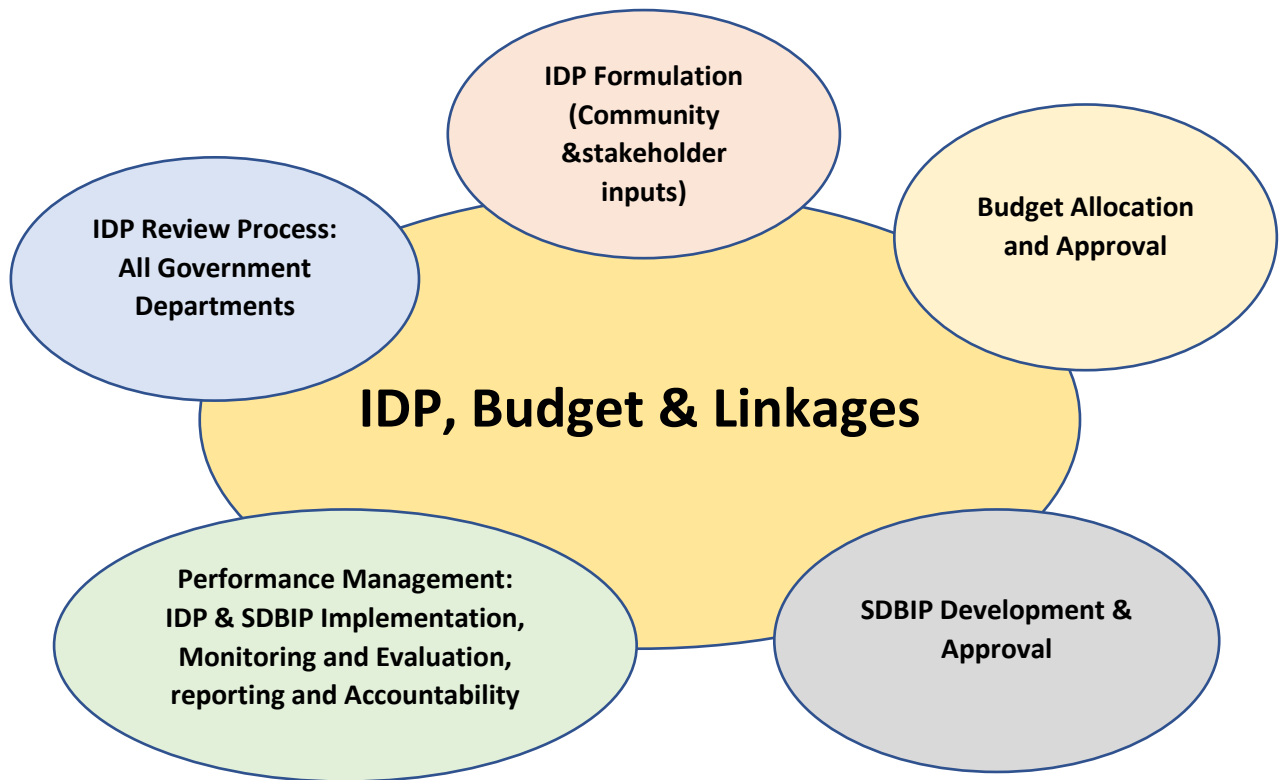 IDP Formulation
(Community
&stakeholder
inputs)
Budget Allocation
and Approval
IDP Review Process:
All Government
Departments
IDP, Budget & Linkages
Performance Management:
IDP & SDBIP Implementation,
Monitoring and Evaluation,
reporting and Accountability
SDBIP Development &
Approval